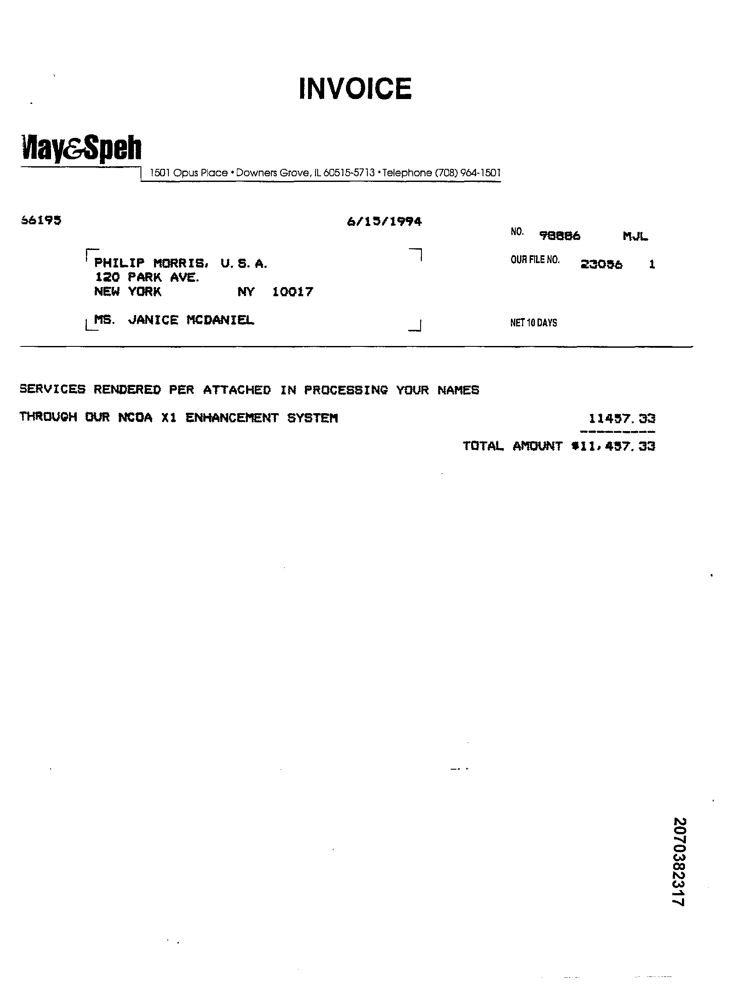 INVOICE
May&Speh
1501 Opus Place • Downers Grove, IL 60515-5713 • Telephone (708) 964-1501
66195 6/15/1994
NO. 98886 MJL
PHILIP MORRIS, U.S.A. OUR FILE NO. 23056 1
120 PARK AVE.
NEW YORK NY 10017
MS. JANICE MCDANIEL NET 10 DAYS
SERVICES RENDERED PER ATTACHED IN PROCESSING YOUR NAMES
THROUGH OUR NCOA X1 ENHANCEMENT SYSTEM 11457.33
TOTAL AMOUNT $11,457.33
2070382317